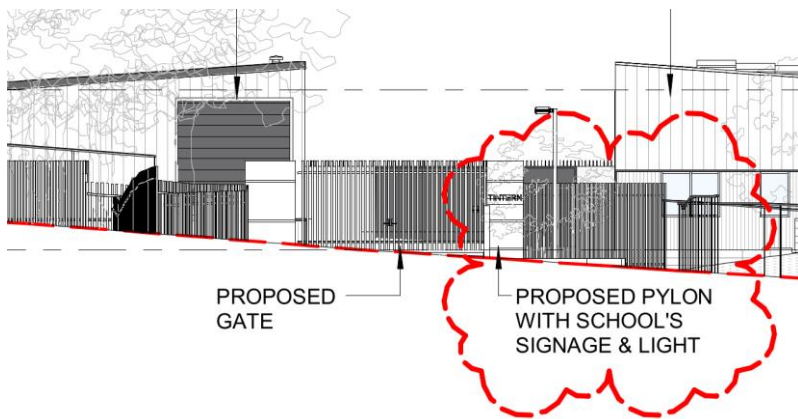 TINTERN
PROPOSED
GATE
PROPOSED PYLON
WITH SCHOOL'S
SIGNAGE & LIGHT